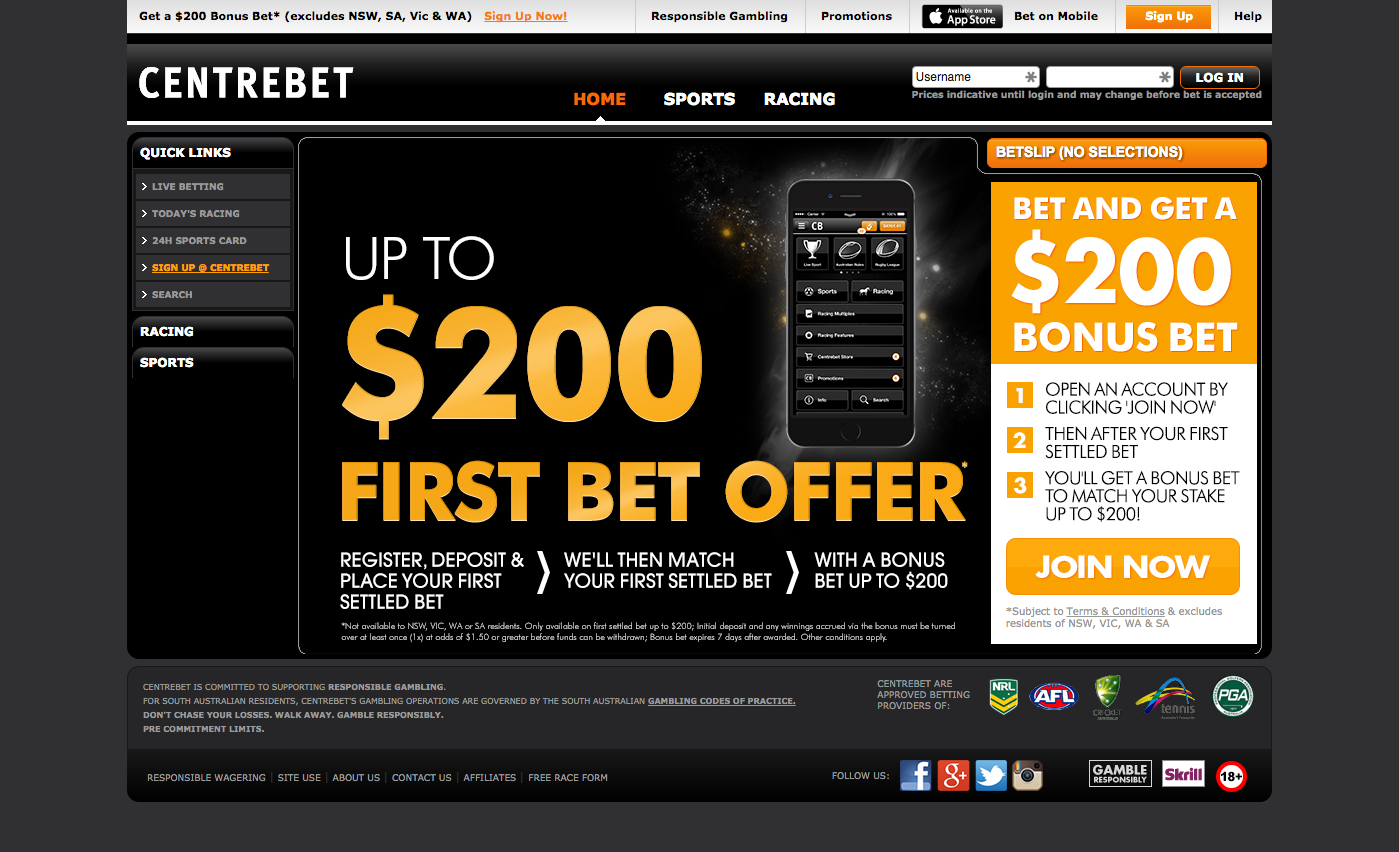 Get a $200 Bonus Bet* (excludes NSW, SA, Vic & WA) Sign Up Now!
Responsible Gambling
Promotions
Available on the
App Store
Bet on Mobile
Sign Up
Help
CENTREBET
HOME
SPORTS
RACING
Username
LOG IN
Prices indicative until login and may change before bet is accepted
QUICK LINKS
LIVE BETTING
TODAY'S RACING
24H SPORTS CARD
SIGN UP @ CENTREBET
SEARCH
RACING
SPORTS
UP TO
$200
FIRST BET OFFER*
REGISTER, DEPOSIT &
PLACE YOUR FIRST
SETTLED BET
WE'LL THEN MATCH
YOUR FIRST SETTLED BET
WITH A BONUS
BET UP TO $200
*Not available to NSW, VIC, WA or SA residents. Only available on first settled bet up to $200; Initial deposit and any winnings accrued via the bonus must be turned
over at least once (1x) at odds of $1.50 or greater before funds can be withdrawn; Bonus bet expires 7 days after awarded. Other conditions apply.
CB
Live Sport
Australian Rules
Rugby League
Sports
Racing
Racing Multiples
Racing Features
Centrebet Store
CB Promotions
Info
Search
BETSLIP (NO SELECTIONS)
BET AND GET A
$200
BONUS BET
1 OPEN AN ACCOUNT BY
CLICKING 'JOIN NOW'
2 THEN AFTER YOUR FIRST
SETTLED BET
3 YOU'LL GET A BONUS BET
TO MATCH YOUR STAKE
UP TO $200!
JOIN NOW
*Subject to Terms & Conditions & excludes
residents of NSW, VIC, WA & SA
CENTREBET IS COMMITTED TO SUPPORTING RESPONSIBLE GAMBLING.
FOR SOUTH AUSTRALIAN RESIDENTS, CENTREBET'S GAMBLING OPERATIONS ARE GOVERNED BY THE SOUTH AUSTRALIAN GAMBLING CODES OF PRACTICE.
DON'T CHASE YOUR LOSSES. WALK AWAY. GAMBLE RESPONSIBLY.
PRE COMMITMENT LIMITS.
CENTREBET ARE
APPROVED BETTING
PROVIDERS OF:
NRL
AFL
CRICKET
AUSTRALIA
tennis
PGA
RESPONSIBLE WAGERING | SITE USE | ABOUT US | CONTACT US | AFFILIATES | FREE RACE FORM
FOLLOW US:
GAMBLE
RESPONSIBLY
Skrill
18+